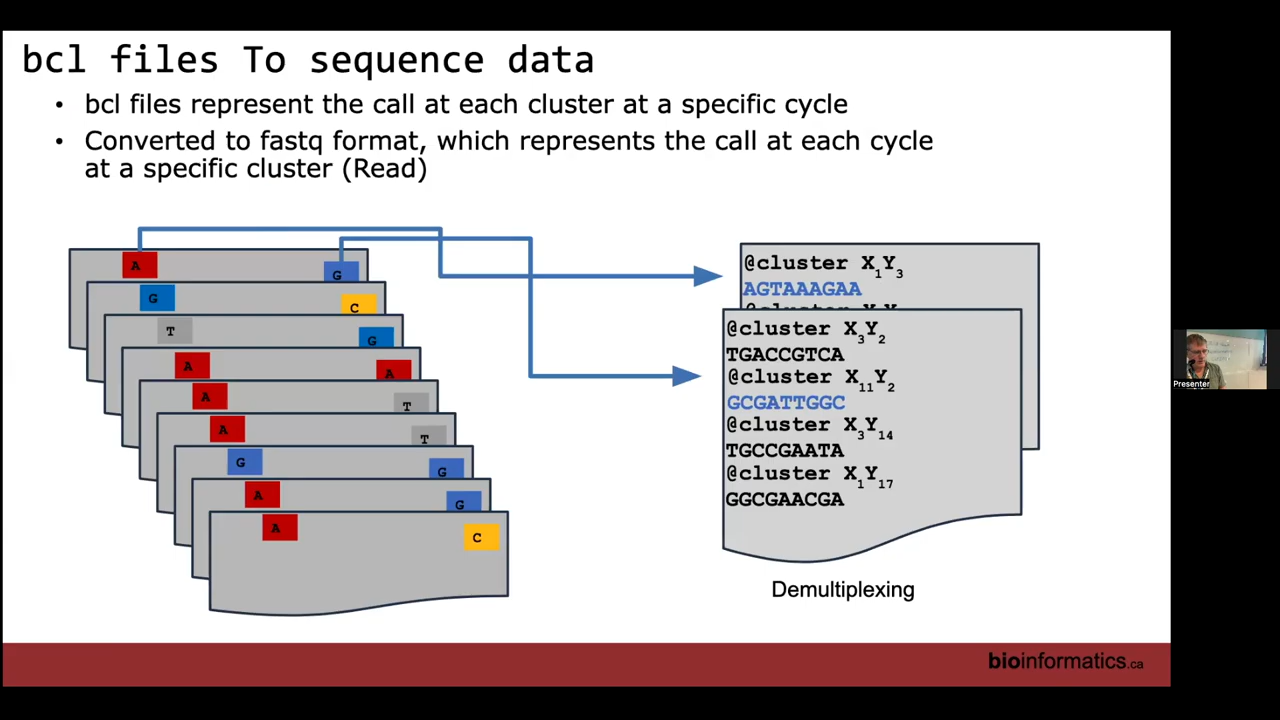 bcl files To sequence data
• bcl files represent the call at each cluster at a specific cycle
• Converted to fastq format, which represents the call at each cycle
at a specific cluster (Read)
A G
G C
T G
A A
A T
A T
G G
A G
A C
@cluster X1Y3
AGTAAAGAA
@cluster X3Y2
TGACCGTCA
@cluster X11Y2
GCGATTGGC
@cluster X3Y14
TGCCGAATA
@cluster X1Y17
GGCGAACGA
Demultiplexing
bioinformatics.ca
Presenter